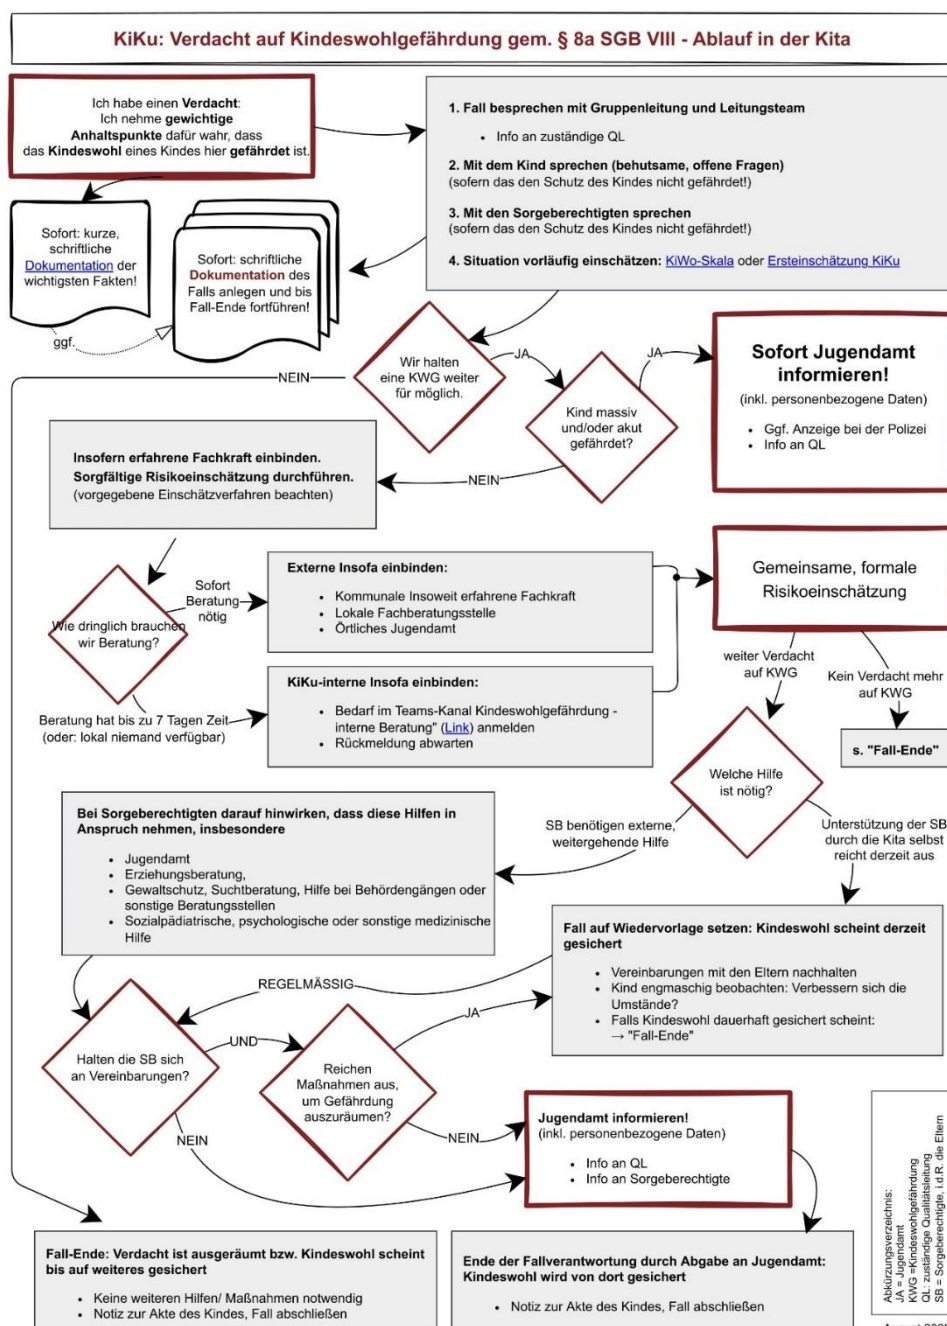 KiKu: Verdacht auf Kindeswohlgefährdung gem. § 8a SGB VIII - Ablauf in der Kita
Ich habe einen Verdacht:
Ich nehme gewichtige
Anhaltspunkte dafür wahr, dass
das Kindeswohl eines Kindes hier gefährdet ist.
1. Fall besprechen mit Gruppenleitung und Leitungsteam
• Info an zuständige QL
2. Mit dem Kind sprechen (behutsame, offene Fragen)
(sofern das den Schutz des Kindes nicht gefährdet!)
3. Mit den Sorgeberechtigten sprechen
(sofern das den Schutz des Kindes nicht gefährdet!)
4. Situation vorläufig einschätzen: KiWo-Skala oder Ersteinschätzung KiKu
Sofort: kurze,
schriftliche
Dokumentation der
wichtigsten Fakten!
Sofort: schriftliche
Dokumentation des
Falls anlegen und bis
Fall-Ende fortführen!
ggf.
Wir halten
eine KWG weiter
für möglich.
NEIN
JA
Kind massiv
und/oder akut
gefährdet?
JA
NEIN
Sofort Jugendamt
informieren!
(inkl. personenbezogene Daten)
• Ggf. Anzeige bei der Polizei
• Info an QL
Insofern erfahrene Fachkraft einbinden.
Sorgfältige Risikoeinschätzung durchführen.
(vorgegebene Einschätzverfahren beachten)
Wie dringlich brauchen
wir Beratung?
Sofort
Beratung
nötig
Externe Insofa einbinden:
• Kommunale Insoweit erfahrene Fachkraft
• Lokale Fachberatungsstelle
• Örtliches Jugendamt
Beratung hat bis zu 7 Tagen Zeit
(oder: lokal niemand verfügbar)
KiKu-interne Insofa einbinden:
• Bedarf im Teams-Kanal Kindeswohlgefährdung -
interne Beratung" (Link) anmelden
• Rückmeldung abwarten
Gemeinsame, formale
Risikoeinschätzung
weiter Verdacht
auf KWG
Kein Verdacht mehr
auf KWG
s. "Fall-Ende"
Welche Hilfe
ist nötig?
SB benötigen externe,
weitergehende Hilfe
Unterstützung der SB
durch die Kita selbst
reicht derzeit aus
Bei Sorgeberechtigten darauf hinwirken, dass diese Hilfen in
Anspruch nehmen, insbesondere
• Jugendamt
• Erziehungsberatung,
• Gewaltschutz, Suchtberatung, Hilfe bei Behördengängen oder
sonstige Beratungsstellen
• Sozialpädiatrische, psychologische oder sonstige medizinische
Hilfe
Fall auf Wiedervorlage setzen: Kindeswohl scheint derzeit
gesichert
• Vereinbarungen mit den Eltern nachhalten
• Kind engmaschig beobachten: Verbessern sich die
Umstände?
• Falls Kindeswohl dauerhaft gesichert scheint:
→ "Fall-Ende"
REGELMÄSSIG
Halten die SB sich
an Vereinbarungen?
UND
NEIN
Reichen
Maßnahmen aus,
um Gefährdung
auszuräumen?
JA
NEIN
Jugendamt informieren!
(inkl. personenbezogene Daten)
• Info an QL
• Info an Sorgeberechtigte
Fall-Ende: Verdacht ist ausgeräumt bzw. Kindeswohl scheint
bis auf weiteres gesichert
• Keine weiteren Hilfen/ Maßnahmen notwendig
• Notiz zur Akte des Kindes, Fall abschließen
Ende der Fallverantwortung durch Abgabe an Jugendamt:
Kindeswohl wird von dort gesichert
• Notiz zur Akte des Kindes, Fall abschließen
Abkürzungsverzeichnis:
JA = Jugendamt
KWG =Kindeswohlgefährdung
QL: zuständige Qualitätsleitung
SB = Sorgeberechtigte, i.d.R. die Eltern